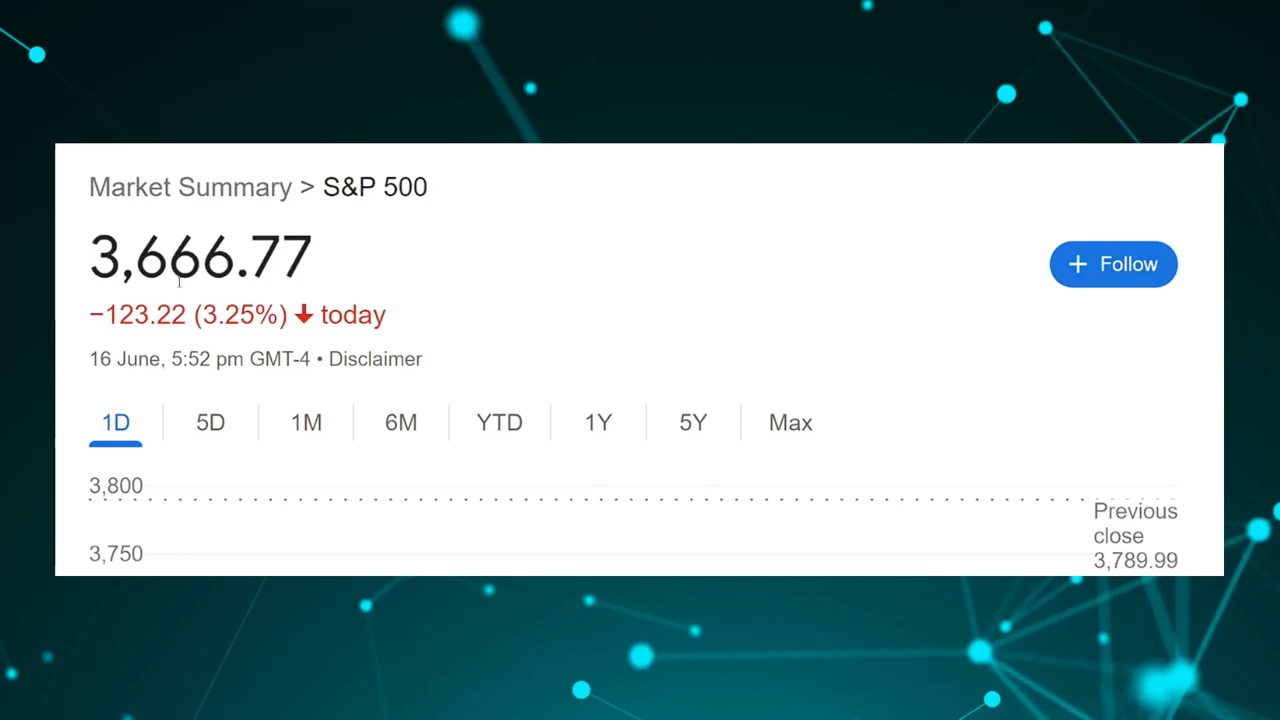 Market Summary > S&P 500
3,666.77
+ Follow
−123.22 (3.25%) ↓ today
16 June, 5:52 pm GMT-4 • Disclaimer
1D 5D 1M 6M YTD 1Y 5Y Max
3,800
Previous
close
3,750
3,789.99